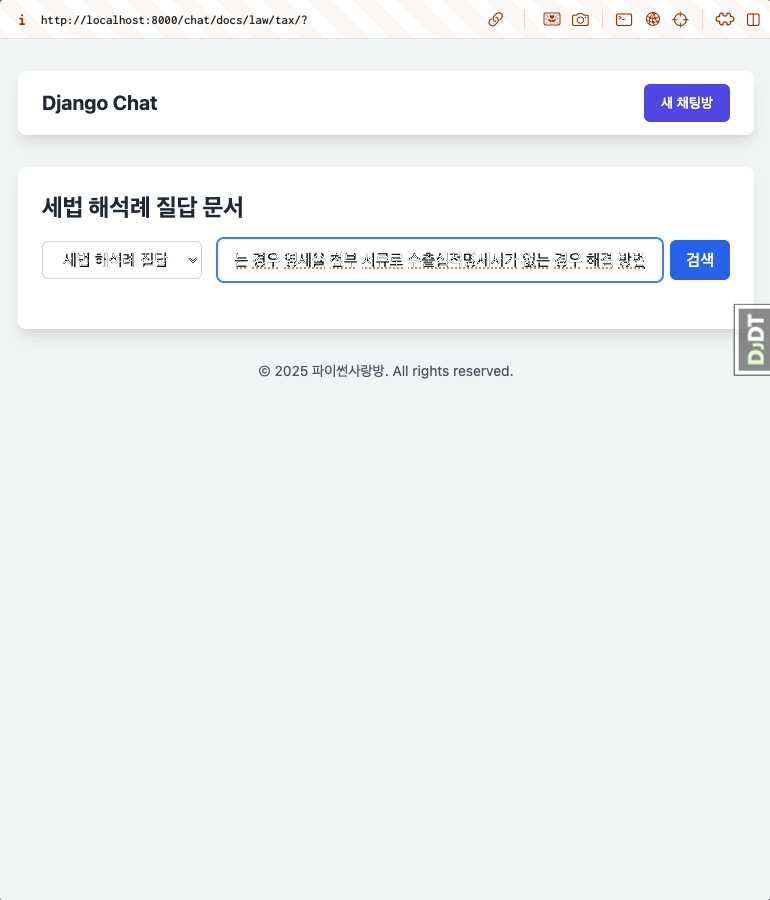 i http://localhost:8000/chat/docs/law/tax/?
Django Chat
새 채팅방
세법 해석례 질답 문서
세법 해석례 질답
는 경우 영세율 첨부 서류로 수출실적명세서가 없는 경우 해결 방법
검색
DJDT
© 2025 파이썬사랑방. All rights reserved.